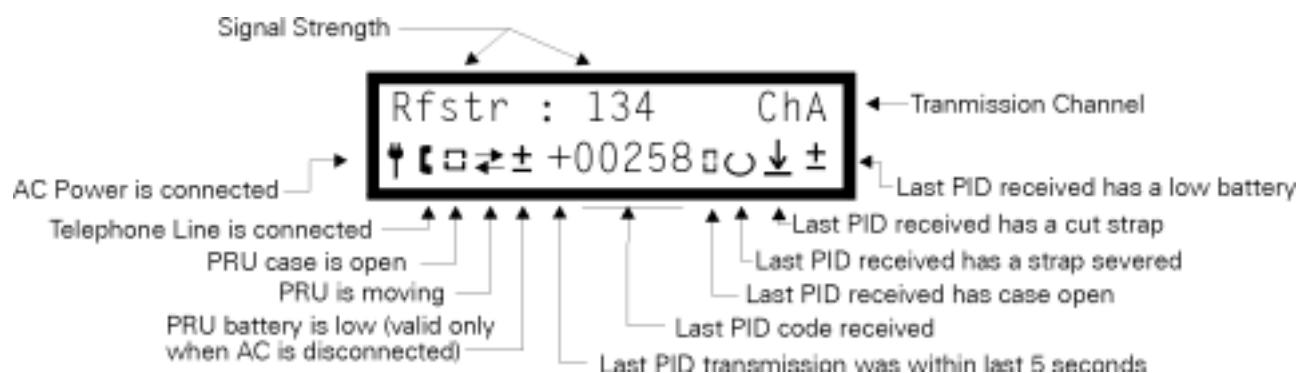 Signal Strength
Rfstr : 134 ChA
Tranmission Channel
+00258 ±
AC Power is connected
Last PID received has a low battery
Telephone Line is connected
Last PID received has a cut strap
PRU case is open
Last PID received has a strap severed
PRU is moving
Last PID received has case open
PRU battery is low (valid only
when AC is disconnected)
Last PID code received
Last PID transmission was within last 5 seconds